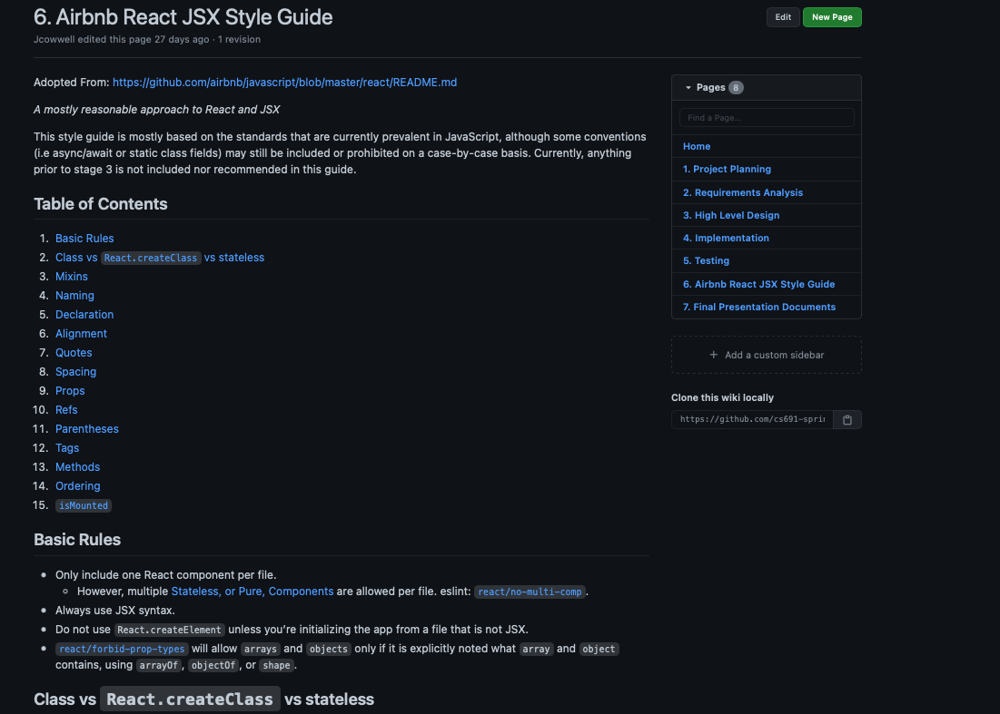 6. Airbnb React JSX Style Guide
Edit
New Page
Jcowwell edited this page 27 days ago · 1 revision
Adopted From: https://github.com/airbnb/javascript/blob/master/react/README.md
A mostly reasonable approach to React and JSX
This style guide is mostly based on the standards that are currently prevalent in JavaScript, although some conventions
(i.e async/await or static class fields) may still be included or prohibited on a case-by-case basis. Currently, anything
prior to stage 3 is not included nor recommended in this guide.
Table of Contents
1. Basic Rules
2. Class vs React.createClass vs stateless
3. Mixins
4. Naming
5. Declaration
6. Alignment
7. Quotes
8. Spacing
9. Props
10. Refs
11. Parentheses
12. Tags
13. Methods
14. Ordering
15. isMounted
Basic Rules
• Only include one React component per file.
◦ However, multiple Stateless, or Pure, Components are allowed per file. eslint: react/no-multi-comp.
• Always use JSX syntax.
• Do not use React.createElement unless you’re initializing the app from a file that is not JSX.
• react/forbid-prop-types will allow arrays and objects only if it is explicitly noted what array and object
contains, using arrayOf, objectOf, or shape.
Class vs React.createClass vs stateless
Pages 8
Find a Page...
Home
1. Project Planning
2. Requirements Analysis
3. High Level Design
4. Implementation
5. Testing
6. Airbnb React JSX Style Guide
7. Final Presentation Documents
+ Add a custom sidebar
Clone this wiki locally
https://github.com/cs691-sprin